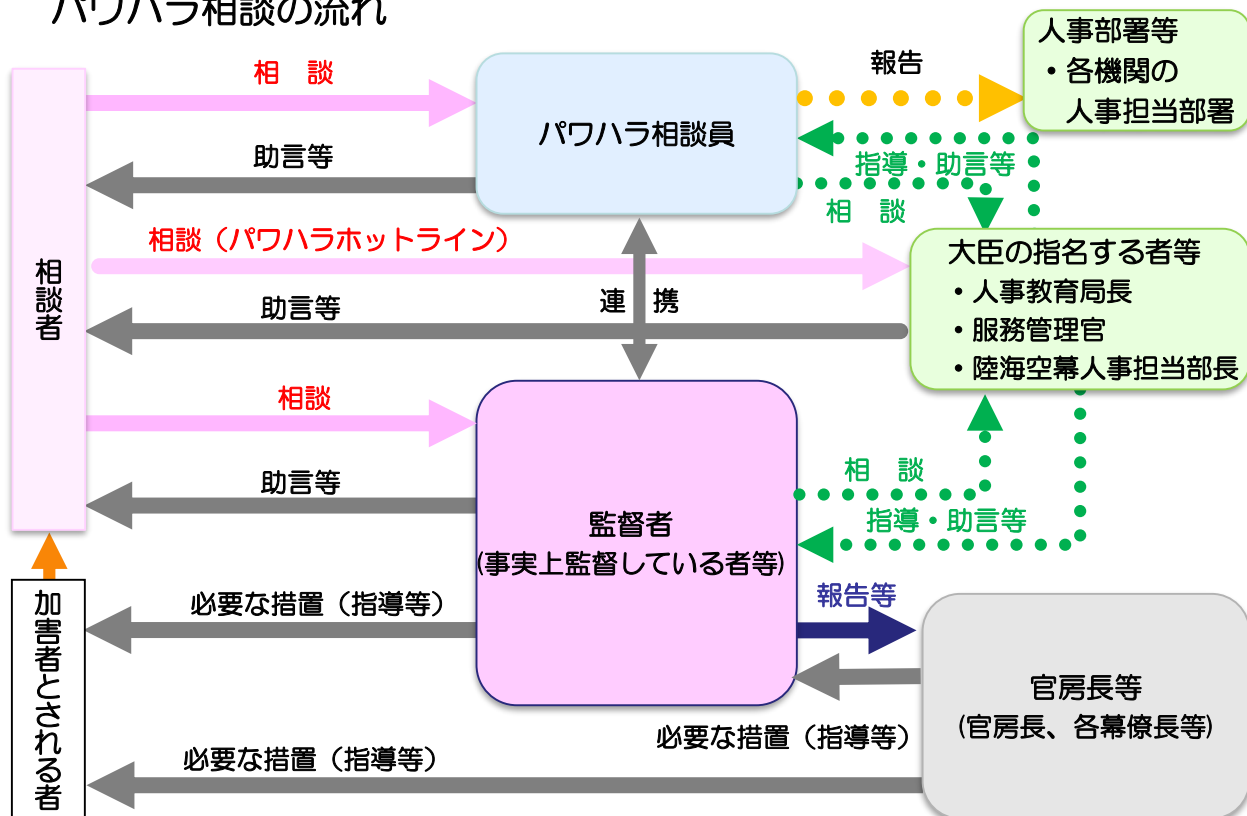 パワハラ相談の流れ
相　談
報告
人事部署等
・各機関の
人事担当部署
パワハラ相談員
助言等
指導・助言等
相　談
相談（パワハラホットライン）
大臣の指名する者等
・人事教育局長
・服務管理官
・陸海空幕人事担当部長
相談者
助言等
連　携
相談
助言等
相　談
指導・助言等
監督者
(事実上監督している者等)
必要な措置（指導等）
報告等
加害者とされる者
官房長等
(官房長、各幕僚長等)
必要な措置（指導等）
必要な措置（指導等）